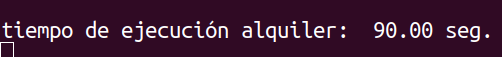 tiempo de ejecución alquiler:  90.00 seg.